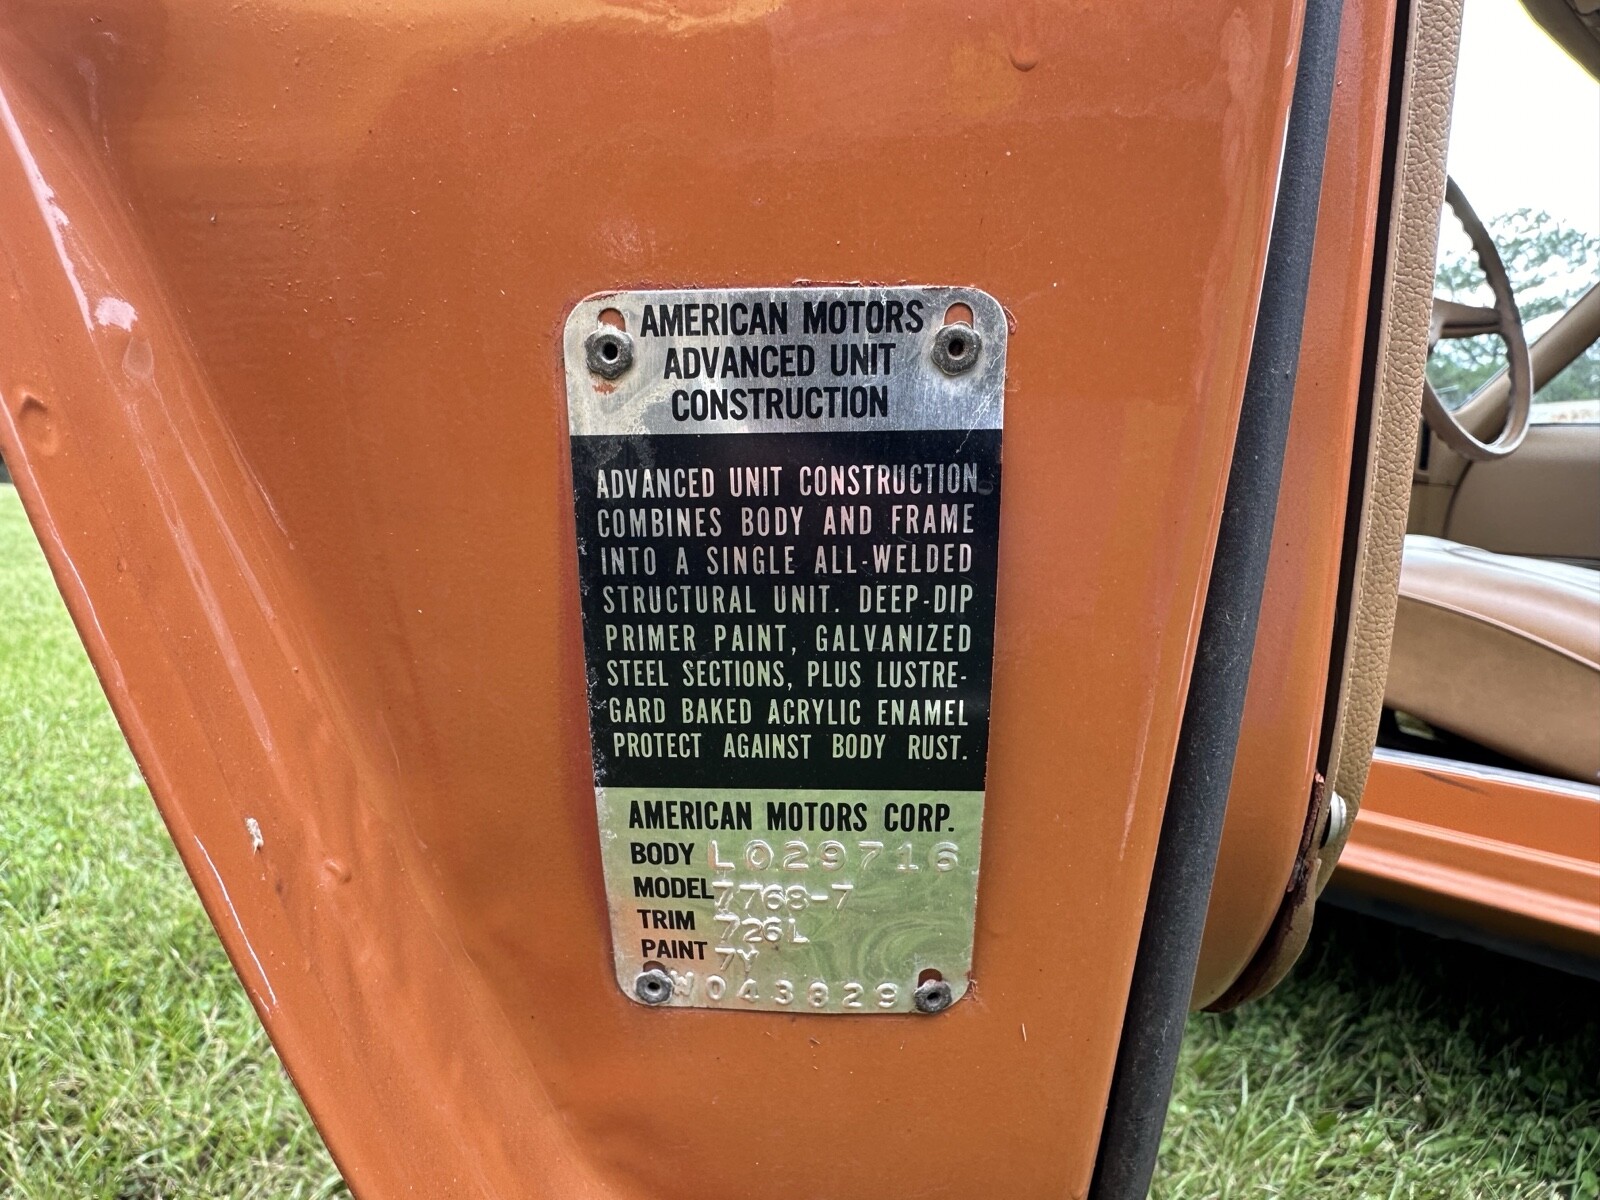 AMERICAN MOTORS
ADVANCED UNIT
CONSTRUCTION
ADVANCED UNIT CONSTRUCTION
COMBINES BODY AND FRAME
INTO A SINGLE ALL-WELDED
STRUCTURAL UNIT. DEEP-DIP
PRIMER PAINT, GALVANIZED
STEEL SECTIONS, PLUS LUSTRE-
GARD BAKED ACRYLIC ENAMEL
PROTECT AGAINST BODY RUST.
AMERICAN MOTORS CORP.
BODY L029716
MODEL 7768-7
TRIM 726L
PAINT 7Y
W043829